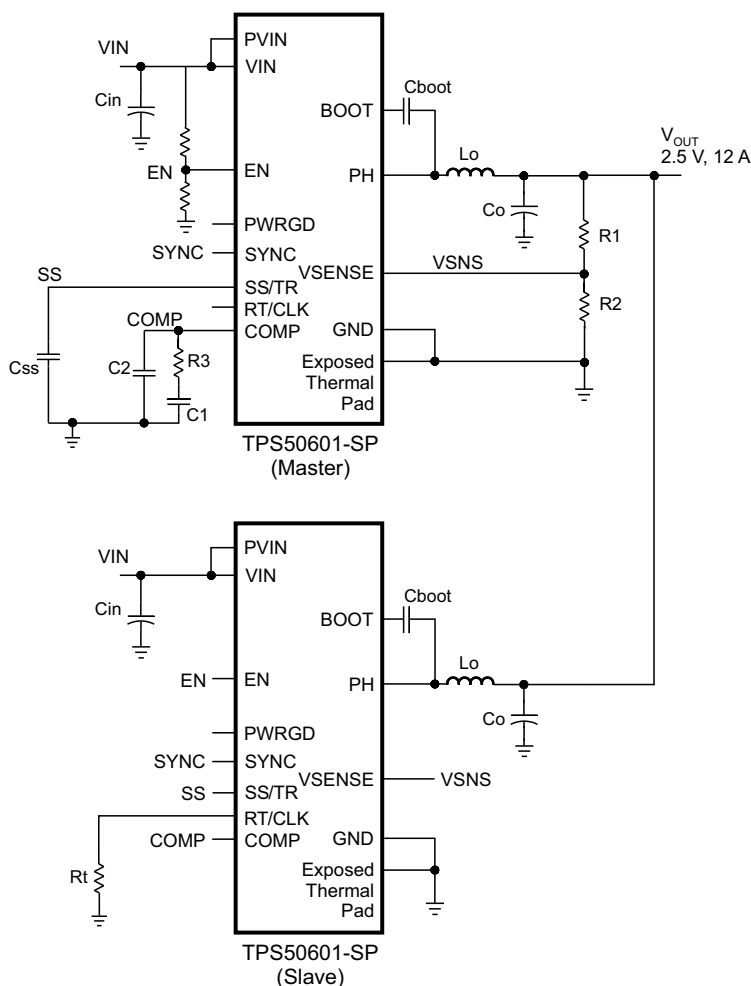 VIN
PVIN
VIN
Cin
BOOT
Cboot
EN
EN
PH
Lo
V_OUT
2.5 V, 12 A
Co
R1
PWRGD
SYNC
SYNC
VSENSE
VSNS
SS
SS/TR
RT/CLK
R2
COMP
COMP
GND
Css
C2
R3
C1
Exposed
Thermal
Pad
TPS50601-SP
(Master)
VIN
PVIN
VIN
Cin
BOOT
Cboot
EN
EN
PH
Lo
Co
PWRGD
SYNC
SYNC
VSENSE
VSNS
SS
SS/TR
RT/CLK
COMP
COMP
GND
Rt
Exposed
Thermal
Pad
TPS50601-SP
(Slave)